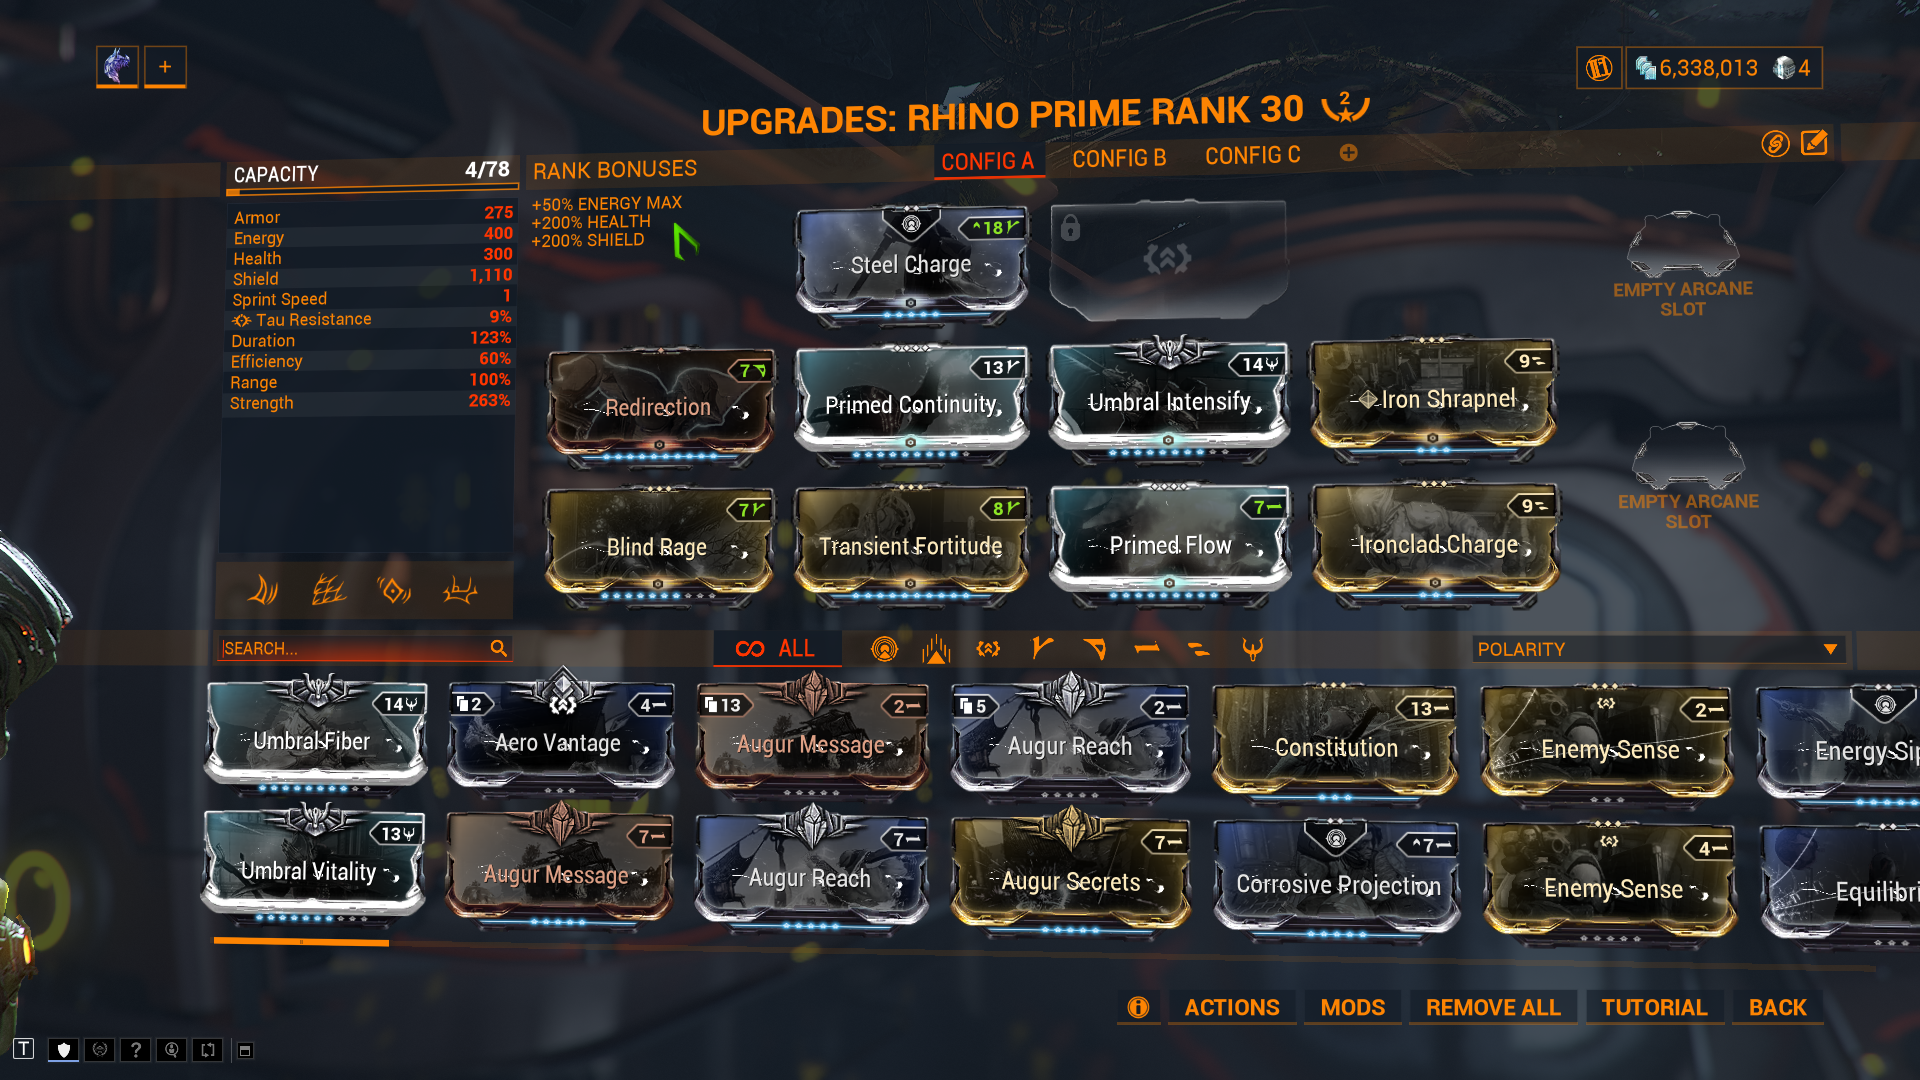 +
6,338,013
4
UPGRADES: RHINO PRIME RANK 30
2
CONFIG A
CONFIG B
CONFIG C
CAPACITY
4/78
RANK BONUSES
+50% ENERGY MAX
+200% HEALTH
+200% SHIELD
Armor 275
Energy 400
Health 300
Shield 1,110
Sprint Speed 1
Tau Resistance 9%
Duration 123%
Efficiency 60%
Range 100%
Strength 263%
18
Steel Charge
EMPTY ARCANE
SLOT
7
Redirection
13
Primed Continuity
14
Umbral Intensify
9
Iron Shrapnel
7
Blind Rage
8
Transient Fortitude
7
Primed Flow
9
Ironclad Charge
EMPTY ARCANE
SLOT
SEARCH...
ALL
POLARITY
14
Umbral Fiber
2
4
Aero Vantage
13
2
Augur Message
5
2
Augur Reach
13
Constitution
2
Enemy Sense
Energy Sip
13
Umbral Vitality
7
Augur Message
7
Augur Reach
7
Augur Secrets
7
Corrosive Projection
4
Enemy Sense
Equilibri
ACTIONS
MODS
REMOVE ALL
TUTORIAL
BACK
T
?